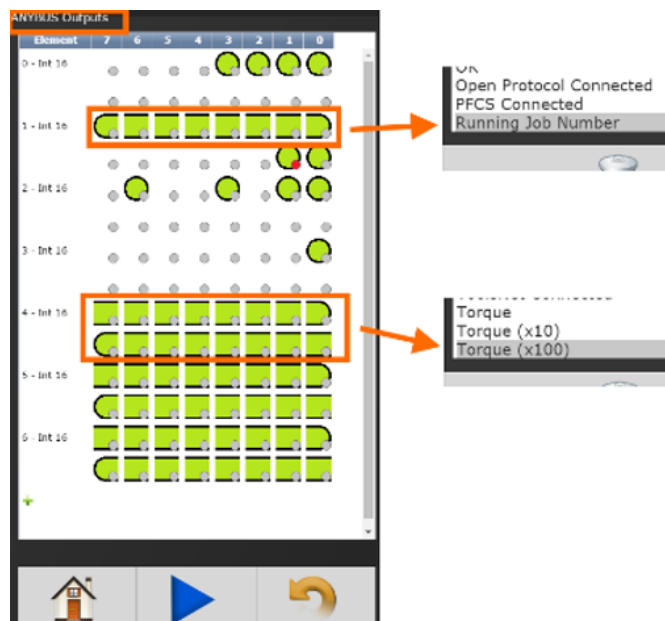 ANYBUS Outputs
Element 7 6 5 4 3 2 1 0
0 - Int 16
1 - Int 16
2 - Int 16
3 - Int 16
4 - Int 16
5 - Int 16
6 - Int 16
OK
Open Protocol Connected
PFCS Connected
Running Job Number
Connected
Torque
Torque (x10)
Torque (x100)